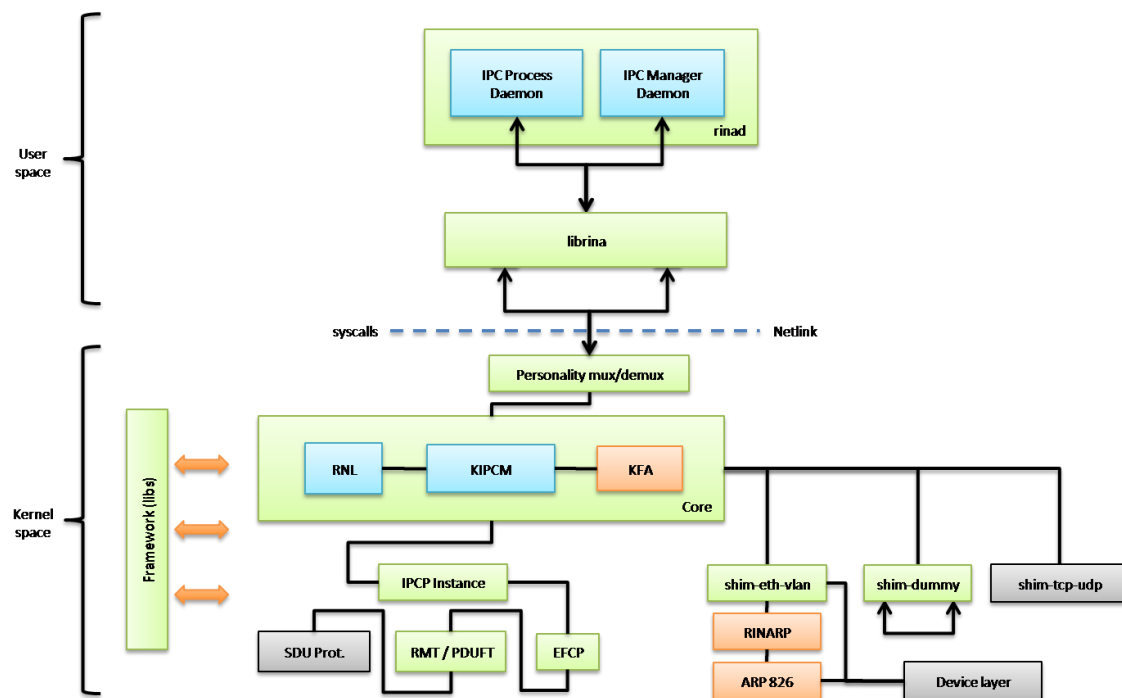 IPC Process
Daemon
IPC Manager
Daemon
rinad
User
space
librina
syscalls
Netlink
Personality mux/demux
RNL
KIPCM
KFA
Core
Framework (libs)
Kernel
space
IPCP Instance
shim-eth-vlan
shim-dummy
shim-tcp-udp
SDU Prot.
RMT / PDUFT
EFCP
RINARP
ARP 826
Device layer